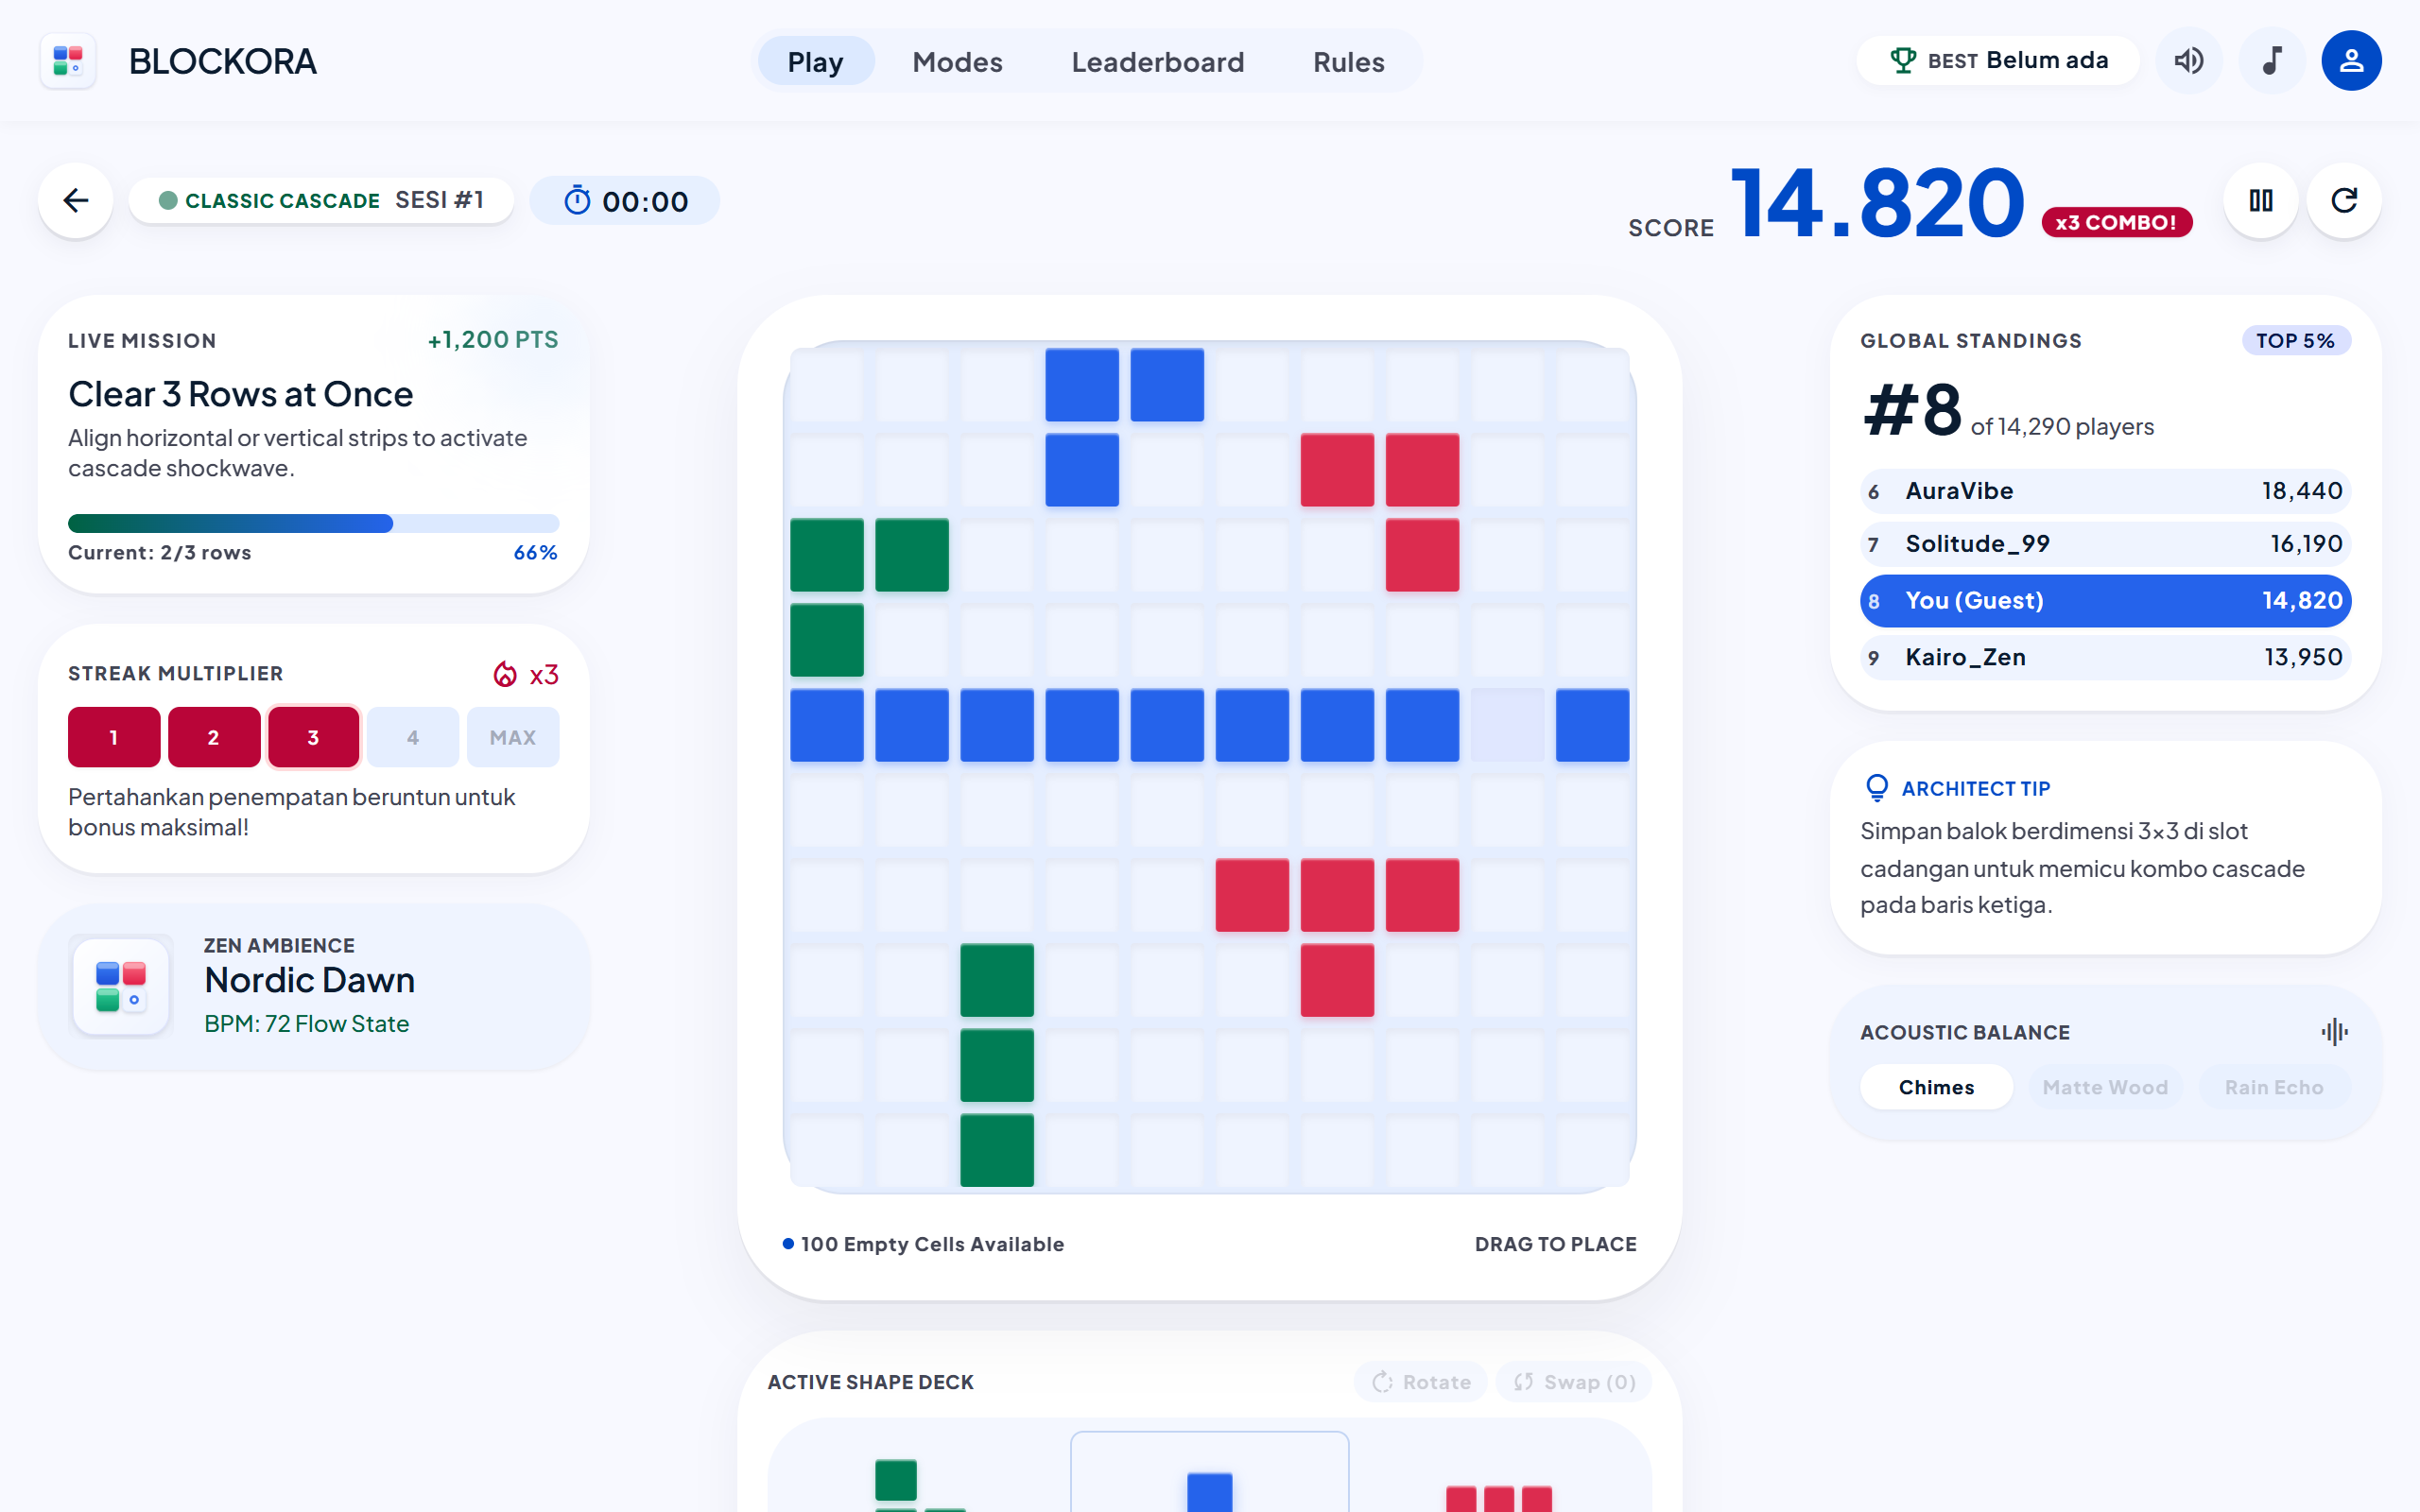 BLOCKORA
Play
Modes
Leaderboard
Rules
BEST Belum ada
CLASSIC CASCADE SESI #1
00:00
SCORE 14.820 x3 COMBO!
LIVE MISSION
+1,200 PTS
Clear 3 Rows at Once
Align horizontal or vertical strips to activate
cascade shockwave.
Current: 2/3 rows
66%
STREAK MULTIPLIER
x3
1
2
3
4
MAX
Pertahankan penempatan beruntun untuk
bonus maksimal!
ZEN AMBIENCE
Nordic Dawn
BPM: 72 Flow State
100 Empty Cells Available
DRAG TO PLACE
ACTIVE SHAPE DECK
Rotate
Swap (0)
GLOBAL STANDINGS
TOP 5%
#8 of 14,290 players
6 AuraVibe 18,440
7 Solitude_99 16,190
8 You (Guest) 14,820
9 Kairo_Zen 13,950
ARCHITECT TIP
Simpan balok berdimensi 3×3 di slot
cadangan untuk memicu kombo cascade
pada baris ketiga.
ACOUSTIC BALANCE
Chimes
Matte Wood
Rain Echo